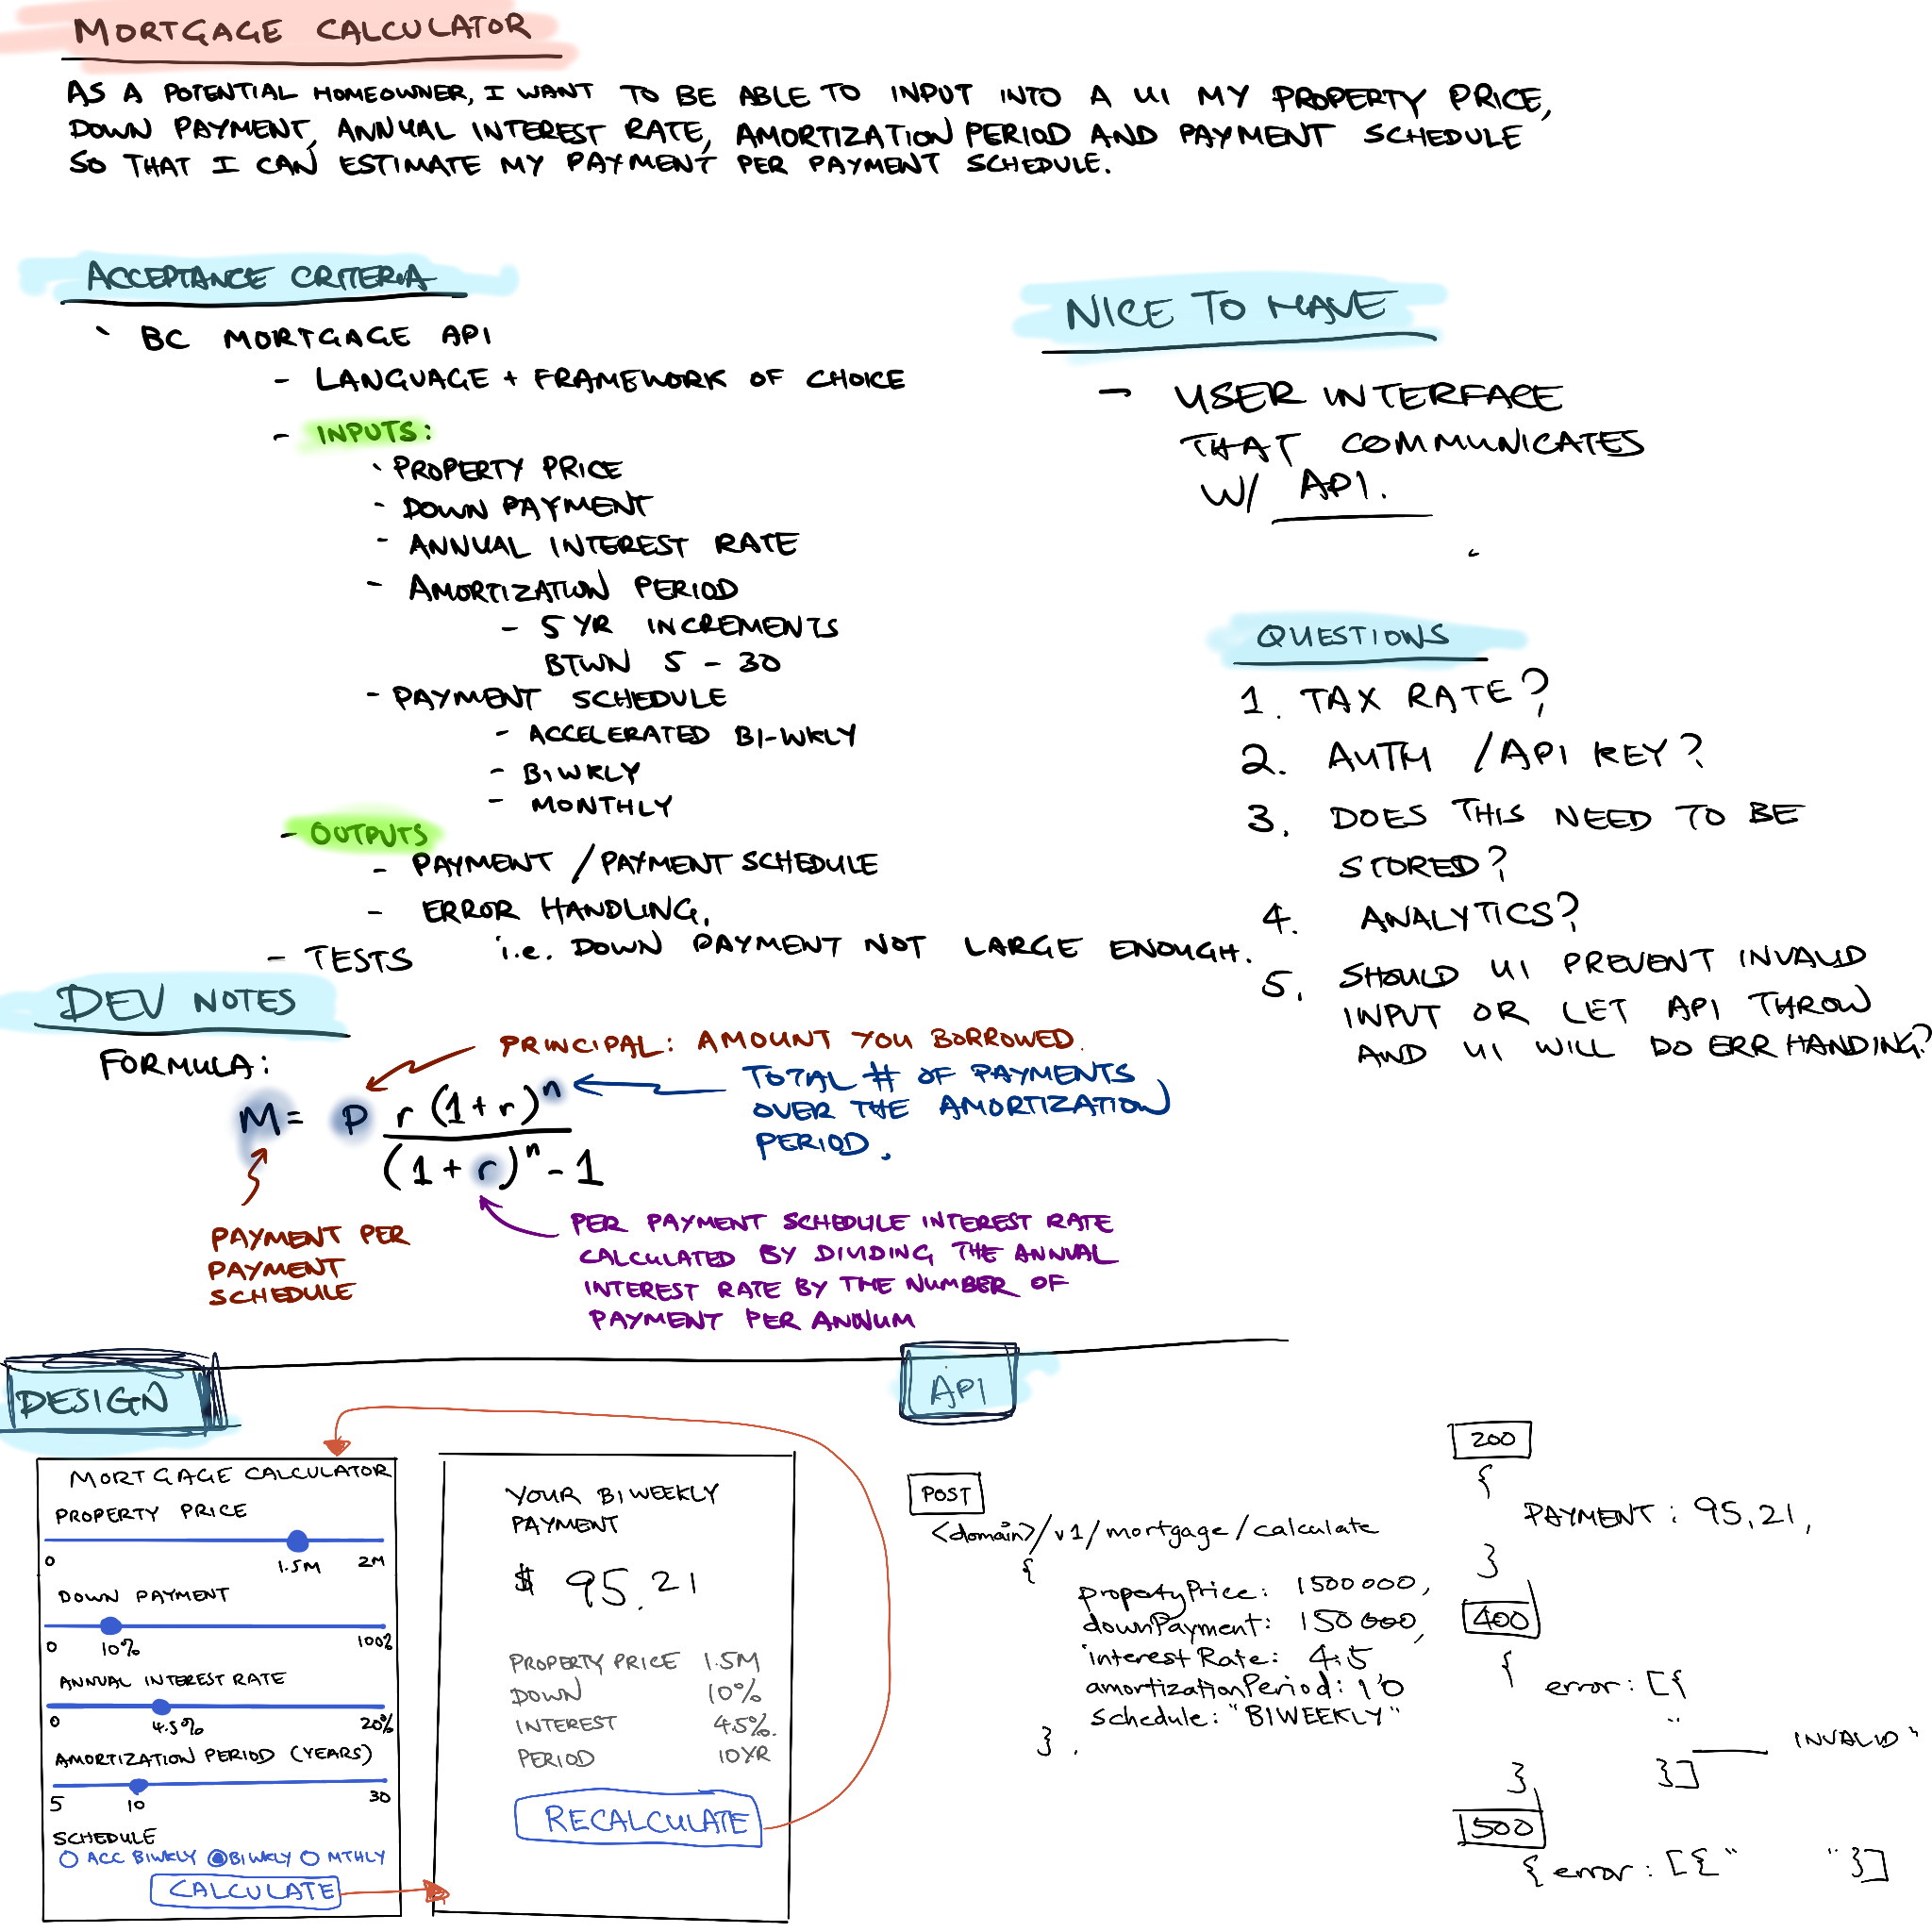 MORTGAGE CALCULATOR
AS A POTENTIAL HOMEOWNER, I WANT TO BE ABLE TO INPUT INTO A UI MY PROPERTY PRICE,
DOWN PAYMENT, ANNUAL INTEREST RATE, AMORTIZATION PERIOD AND PAYMENT SCHEDULE
SO THAT I CAN ESTIMATE MY PAYMENT PER PAYMENT SCHEDULE.
ACCEPTANCE CRITERIA
- BC MORTGAGE API
- LANGUAGE + FRAMEWORK OF CHOICE
- INPUTS:
- PROPERTY PRICE
- DOWN PAYMENT
- ANNUAL INTEREST RATE
- AMORTIZATION PERIOD
- 5 YR INCREMENTS
BTWN 5 - 30
- PAYMENT SCHEDULE
- ACCELERATED BI-WKLY
- BIWKLY
- MONTHLY
- OUTPUTS
- PAYMENT / PAYMENT SCHEDULE
- ERROR HANDLING.
i.e. DOWN PAYMENT NOT LARGE ENOUGH.
- TESTS
NICE TO HAVE
- USER INTERFACE
THAT COMMUNICATES
W/ API.
QUESTIONS
1. TAX RATE?
2. AUTH / API KEY?
3. DOES THIS NEED TO BE
STORED?
4. ANALYTICS?
5. SHOULD UI PREVENT INVALID
INPUT OR LET API THROW
AND UI WILL DO ERR HANDING?
DEV NOTES
FORMULA:
PRINCIPAL: AMOUNT YOU BORROWED.
M = P r(1+r)^n
(1+r)^n - 1
TOTAL # OF PAYMENTS
OVER THE AMORTIZATION
PERIOD.
PAYMENT PER
PAYMENT
SCHEDULE
PER PAYMENT SCHEDULE INTEREST RATE
CALCULATED BY DIVIDING THE ANNUAL
INTEREST RATE BY THE NUMBER OF
PAYMENT PER ANNUM
DESIGN
MORTGAGE CALCULATOR
PROPERTY PRICE
0 1.5M 2M
DOWN PAYMENT
0 10% 100%
ANNUAL INTEREST RATE
0 4.5% 20%
AMORTIZATION PERIOD (YEARS)
5 10 30
SCHEDULE
ACC BIWKLY BIWKLY MTHLY
CALCULATE
YOUR BIWEEKLY
PAYMENT
$ 95.21
PROPERTY PRICE 1.5M
DOWN 10%
INTEREST 4.5%.
PERIOD 10YR
RECALCULATE
API
POST
<domain>/v1/mortgage/calculate
{
propertyPrice: 1500000,
downPayment: 150000,
interestRate: 4.5
amortizationPeriod: 10
schedule: "BIWEEKLY"
}.
200
{
PAYMENT: 95.21,
}
400
{ error: [{
" ____ INVALID"
} }]
500
{ error: [{" "}]